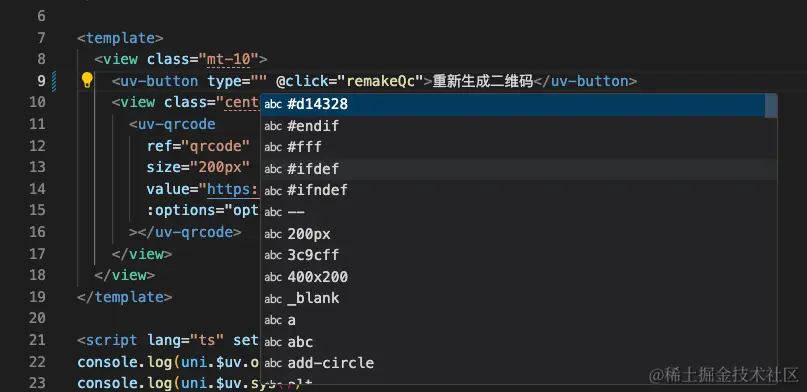 6
7 <template>
8 <view class="mt-10">
9 <uv-button type="" @click="remakeQc">重新生成二维码</uv-button>
10 <view class="cent
abc #d14328
11 <uv-qrcode
abc #endif
12 ref="qrcode"
abc #fff
13 size="200px"
abc #ifdef
14 value="https:
abc #ifndef
15 :options="opt
abc --
16 ></uv-qrcode>
abc 200px
17 </view>
abc 3c9cff
18 </view>
abc 400x200
19 </template>
abc _blank
20
abc a
21 <script lang="ts" set
abc abc
22 console.log(uni.$uv.o
abc add-circle
23 console.log(uni.$uv.sy
@稀土掘金技术社区